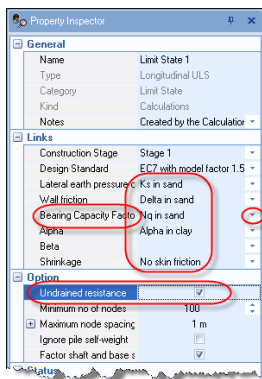 Property Inspector
General
Name Limit State 1
Type Longitudinal ULS
Category Limit State
Kind Calculations
Notes Created by the Calculation
Links
Construction Stage Stage 1
Design Standard EC7 with model factor 1.5
Lateral earth pressure c Ks in sand
Wall friction Delta in sand
Bearing Capacity Facto Nq in sand
Alpha Alpha in clay
Beta
Shrinkage No skin friction
Option
Undrained resistance
Minimum no of nodes 100
Maximum node spacing 1 m
Ignore pile self-weight
Factor shaft and base s
Status